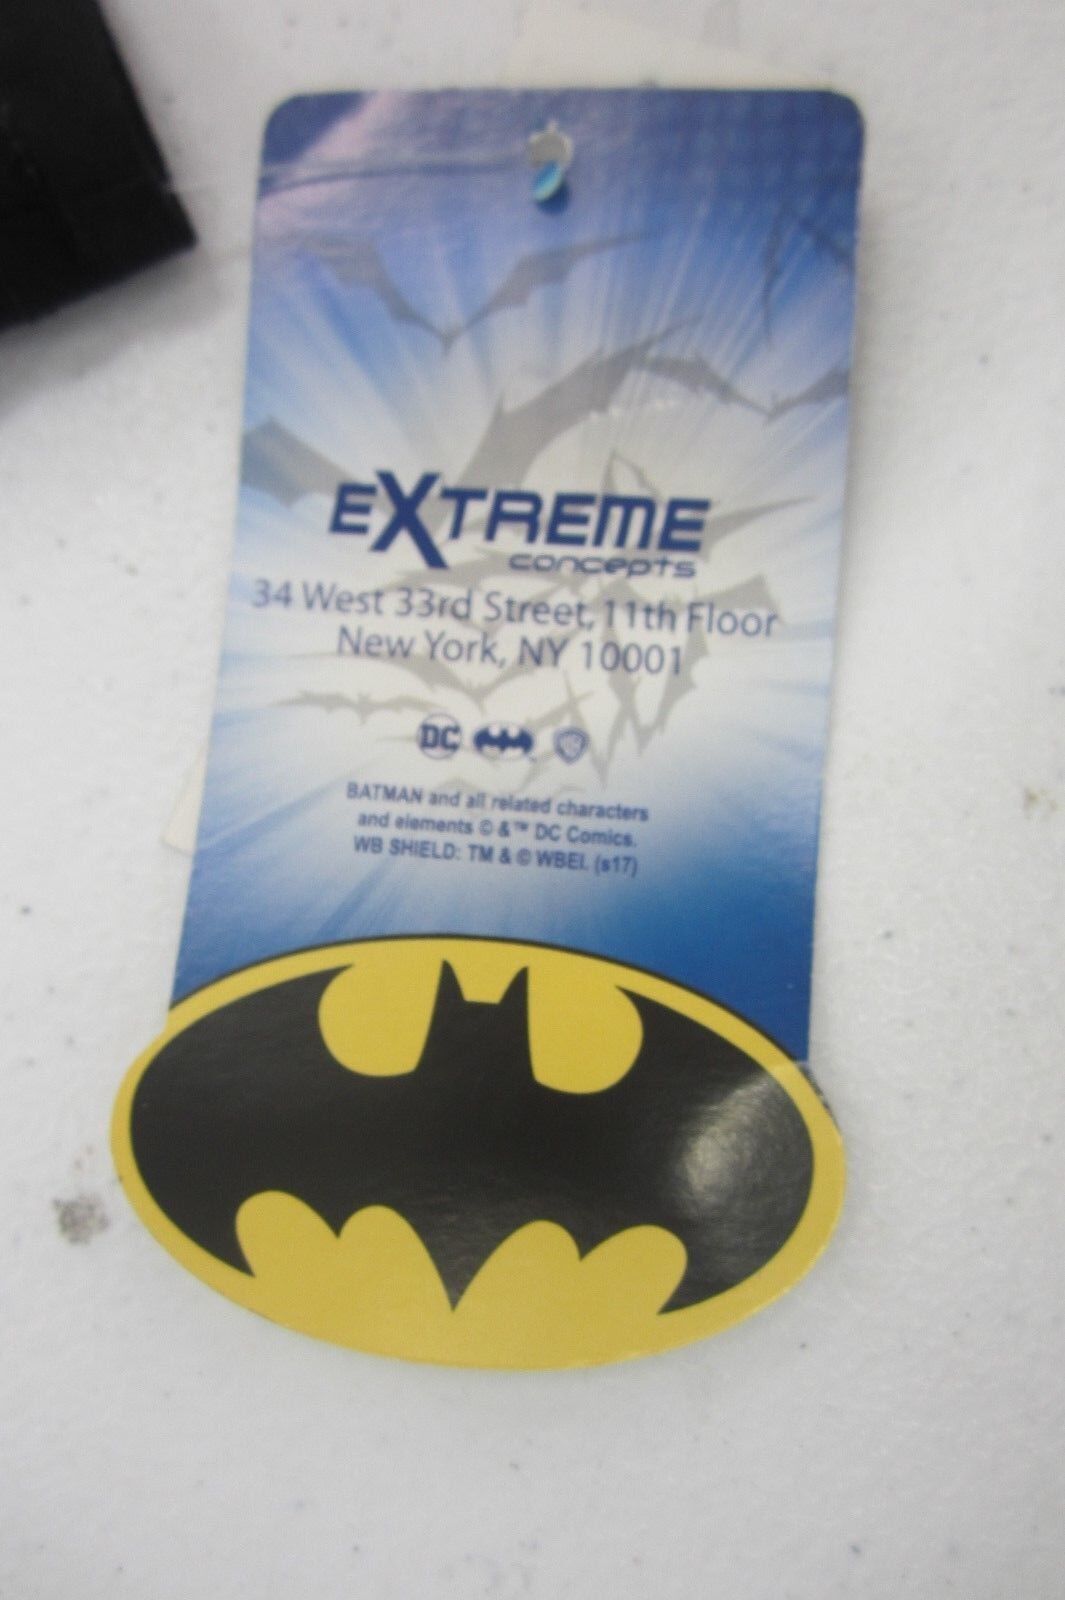 EXTREME
concepts
34 West 33rd Street, 11th Floor
New York, NY 10001
DC
BATMAN and all related characters
and elements © &™ DC Comics.
WB SHIELD: TM & © WBEI. (s17)